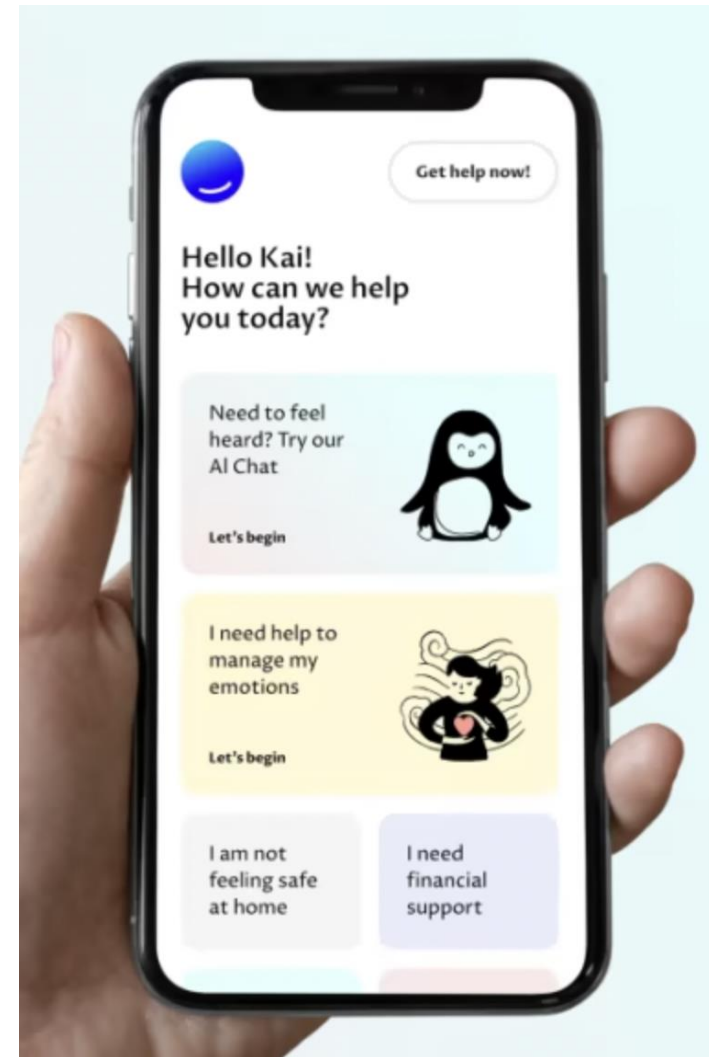 Get help now!
Hello Kai!
How can we help
you today?
Need to feel
heard? Try our
AI Chat
Let's begin
I need help to
manage my
emotions
Let's begin
I am not
feeling safe
at home
I need
financial
support